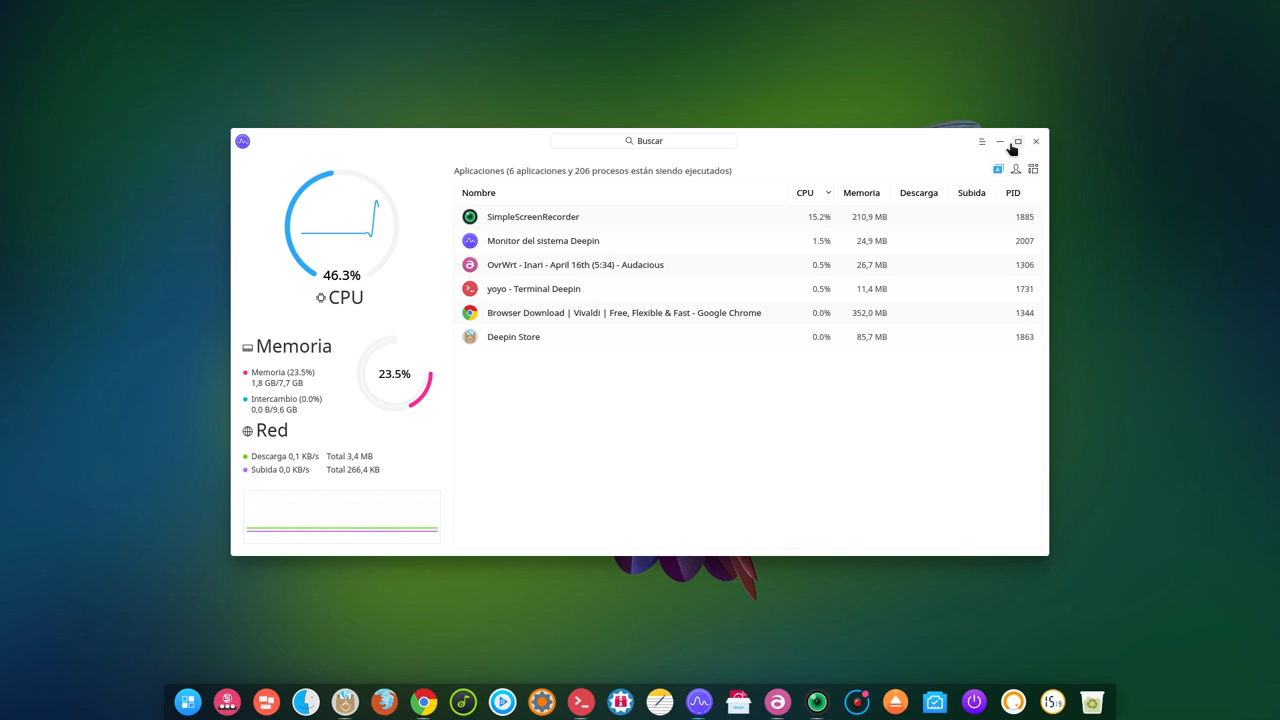 Buscar
Aplicaciones (6 aplicaciones y 206 procesos están siendo ejecutados)
Nombre CPU Memoria Descarga Subida PID
SimpleScreenRecorder 15.2% 210,9 MB 1885
Monitor del sistema Deepin 1.5% 24,9 MB 2007
OvrWrt - Inari - April 16th (5:34) - Audacious 0.5% 26,7 MB 1306
yoyo - Terminal Deepin 0.5% 11,4 MB 1731
Browser Download | Vivaldi | Free, Flexible & Fast - Google Chrome 0.0% 352,0 MB 1344
Deepin Store 0.0% 85,7 MB 1863
46.3%
CPU
Memoria
Memoria (23.5%)
1,8 GB/7,7 GB
Intercambio (0.0%)
0,0 B/9,6 GB
23.5%
Red
Descarga 0,1 KB/s Total 3,4 MB
Subida 0,0 KB/s Total 266,4 KB
15 19